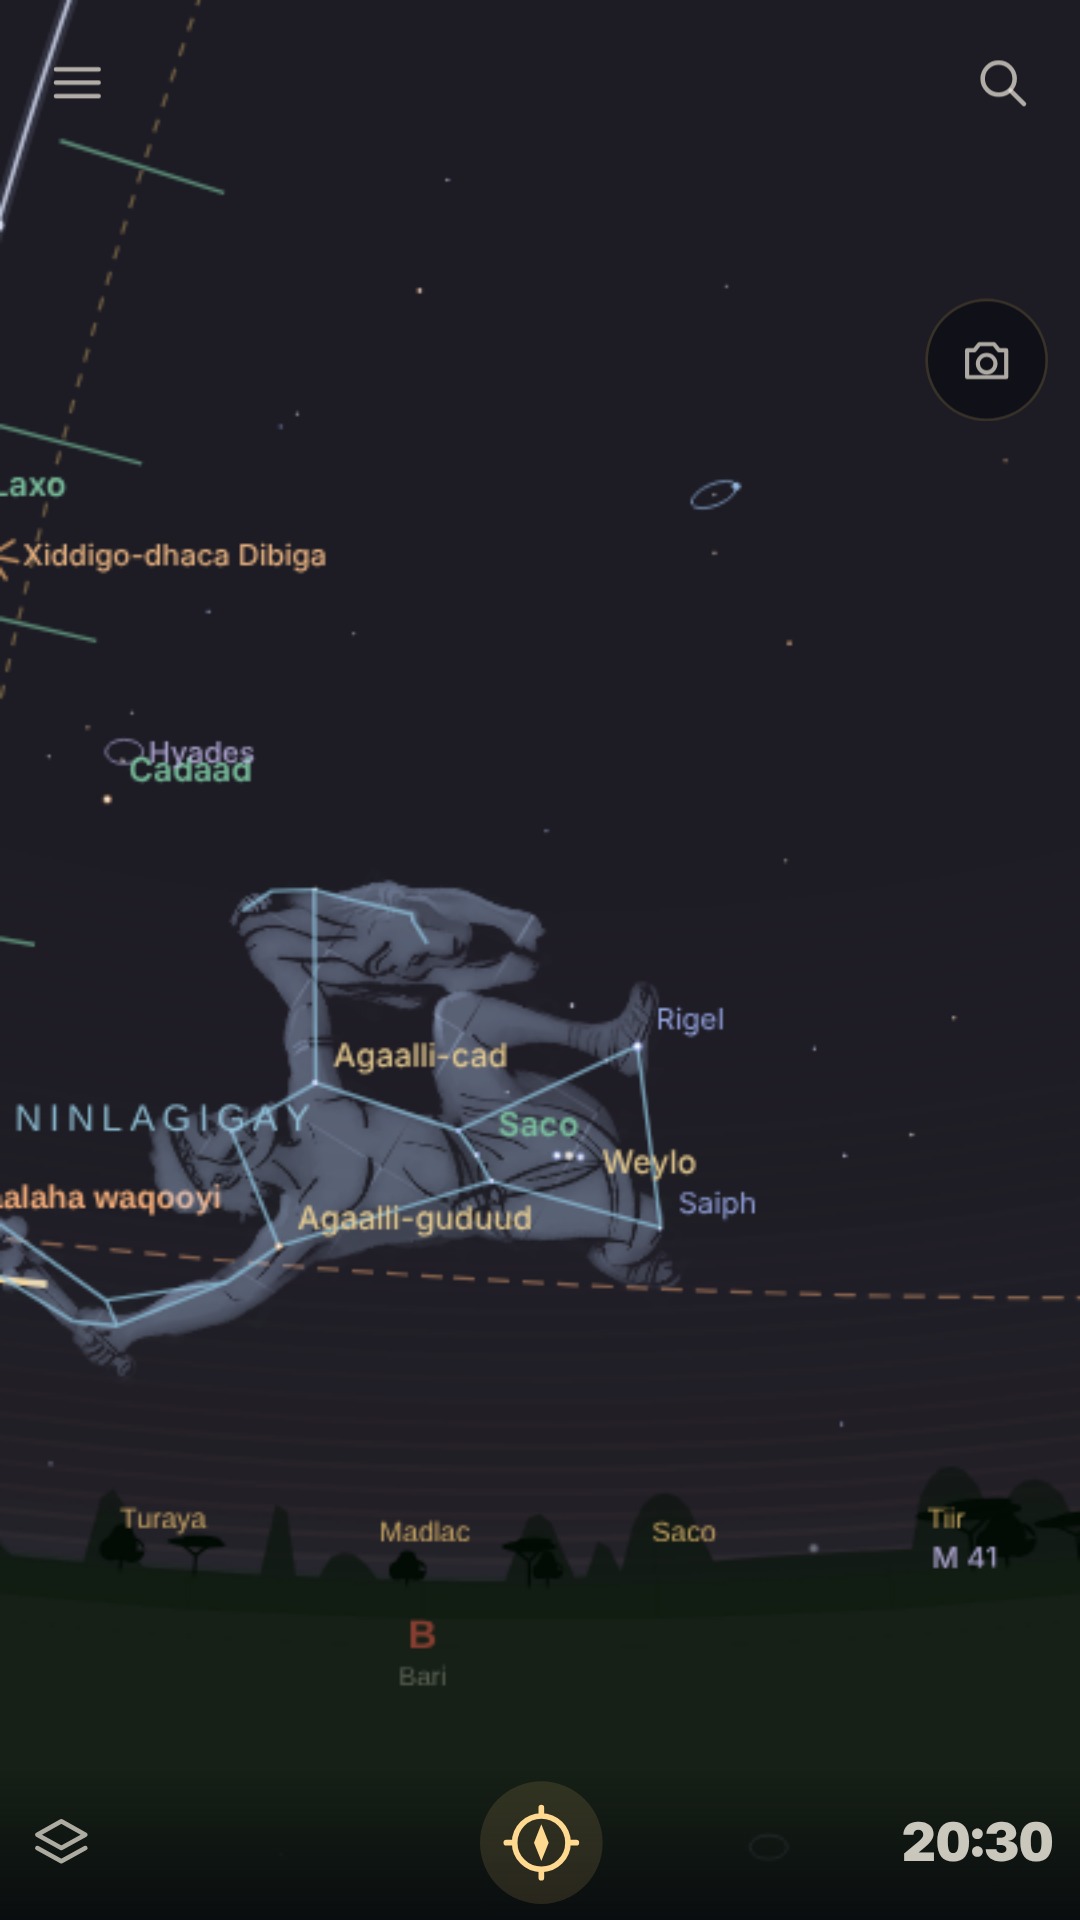 Laxo
Xiddigo-dhaca Dibiga
Hyades
Cadaad
Rigel
Agaalli-cad
NINLAGIGAY
Saco
Weylo
alaha waqooyi
Saiph
Agaalli-guduud
Turaya
Madlac
Saco
Tiir
M 41
B
Bari
20:30